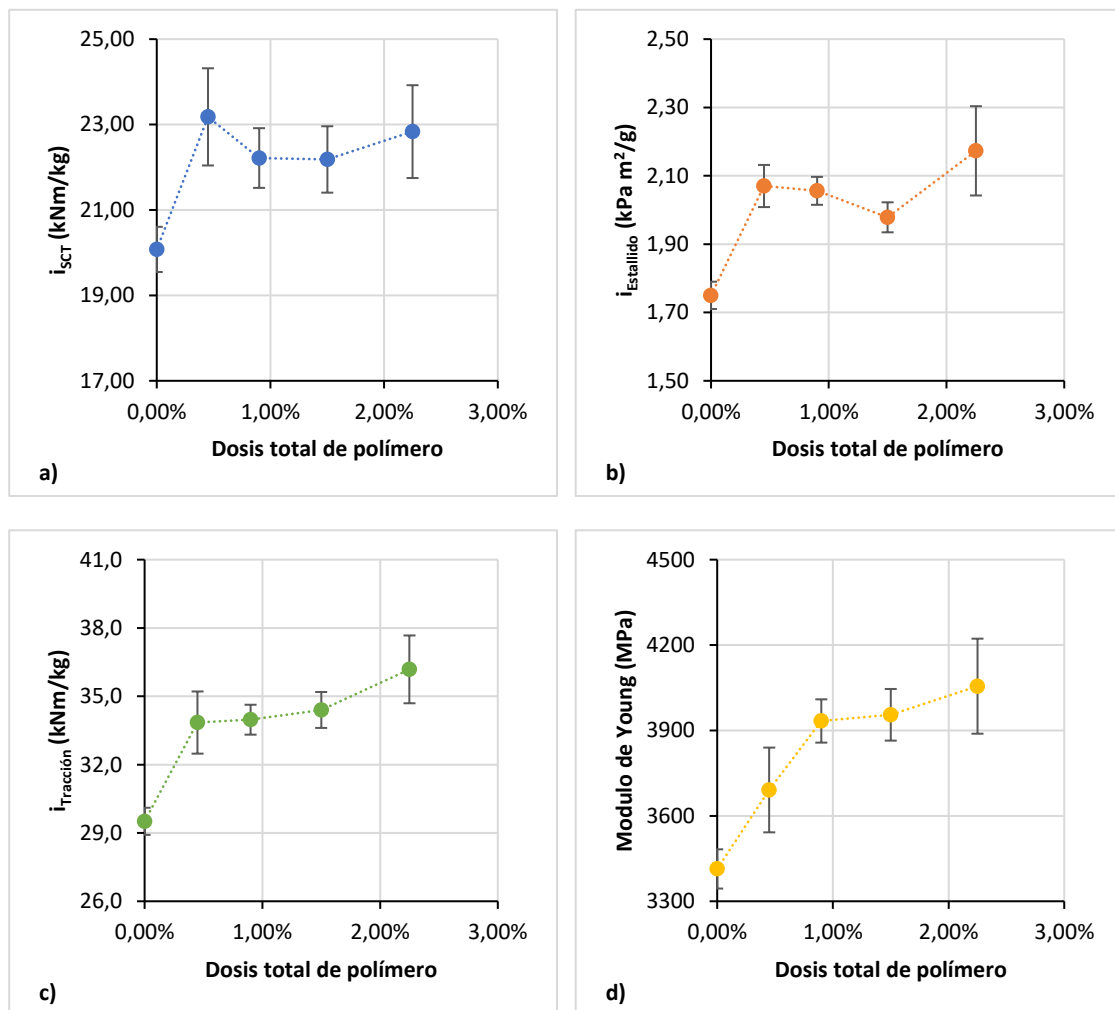 25,00
23,00
21,00
19,00
17,00
i_SCT (kNm/kg)
0,00% 1,00% 2,00% 3,00%
Dosis total de polímero
a)
2,50
2,30
2,10
1,90
1,70
1,50
i_Estallido (kPa m²/g)
0,00% 1,00% 2,00% 3,00%
Dosis total de polímero
b)
41,0
38,0
35,0
32,0
29,0
26,0
i_Tracción (kNm/kg)
0,00% 1,00% 2,00% 3,00%
Dosis total de polímero
c)
4500
4200
3900
3600
3300
Modulo de Young (MPa)
0,00% 1,00% 2,00% 3,00%
Dosis total de polímero
d)